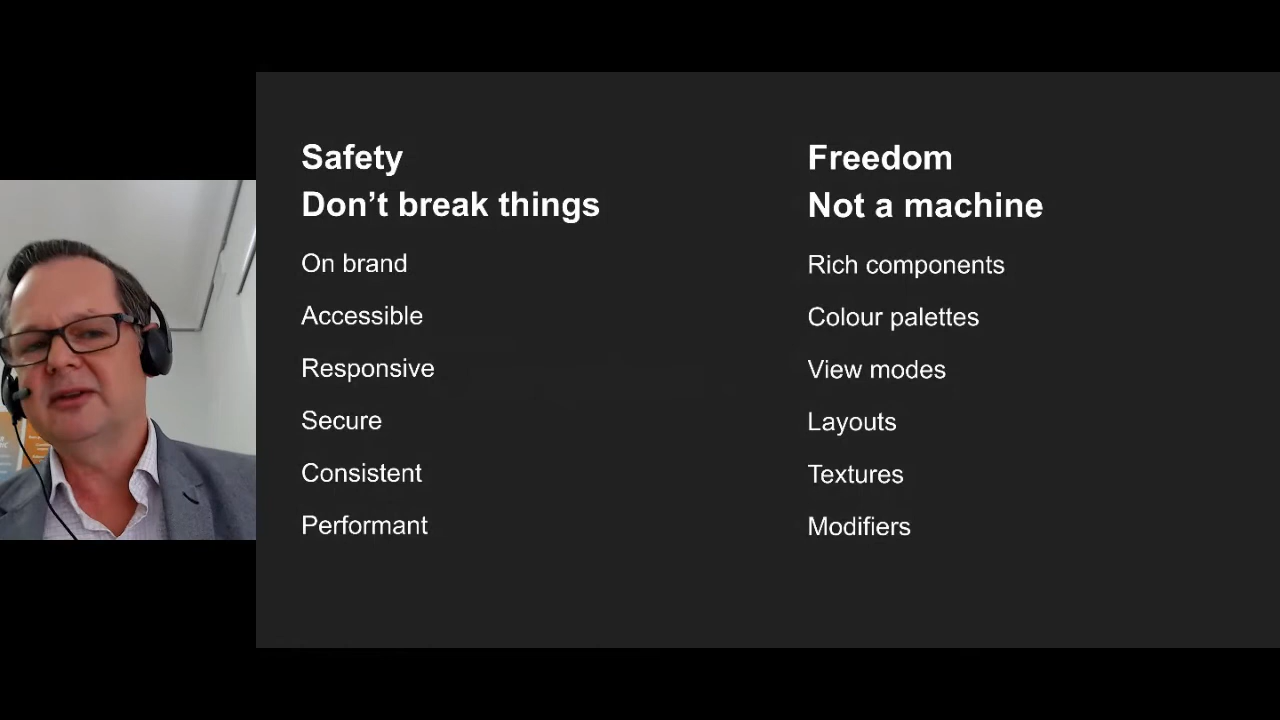 Safety
Don't break things
On brand
Accessible
Responsive
Secure
Consistent
Performant
Freedom
Not a machine
Rich components
Colour palettes
View modes
Layouts
Textures
Modifiers